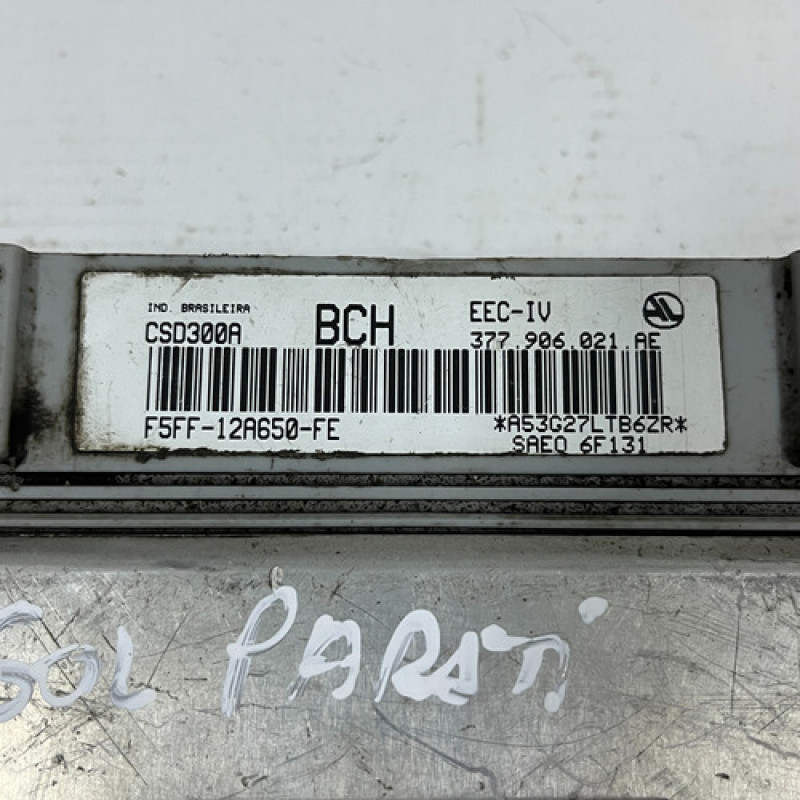 IND. BRASILEIRA
CSD300A
BCH
EEC-IV
377.906.021.AE
F5FF-12A650-FE
*A53G27LTB6ZR*
SAEQ 6F131
GOL PARATI